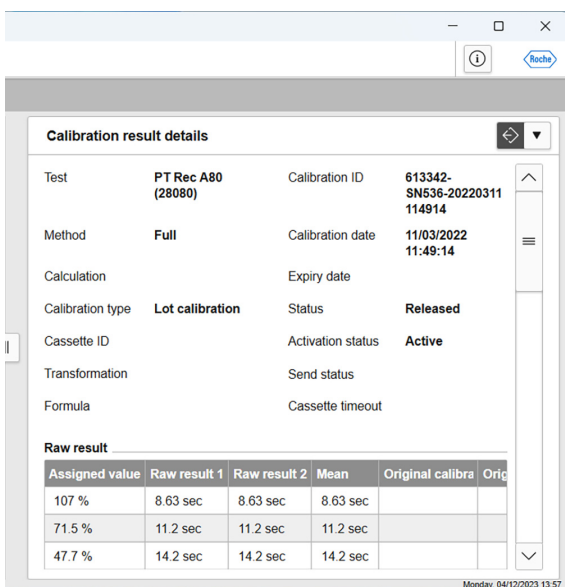 Roche
Calibration result details
Test PT Rec A80 Calibration ID 613342-
(28080) SN536-20220311
114914
Method Full Calibration date 11/03/2022
11:49:14
Calculation Expiry date
Calibration type Lot calibration Status Released
Cassette ID Activation status Active
Transformation Send status
Formula Cassette timeout
Raw result
Assigned value Raw result 1 Raw result 2 Mean Original calibra Orig
107 % 8.63 sec 8.63 sec 8.63 sec
71.5 % 11.2 sec 11.2 sec 11.2 sec
47.7 % 14.2 sec 14.2 sec 14.2 sec
Monday, 04/12/2023 13:57